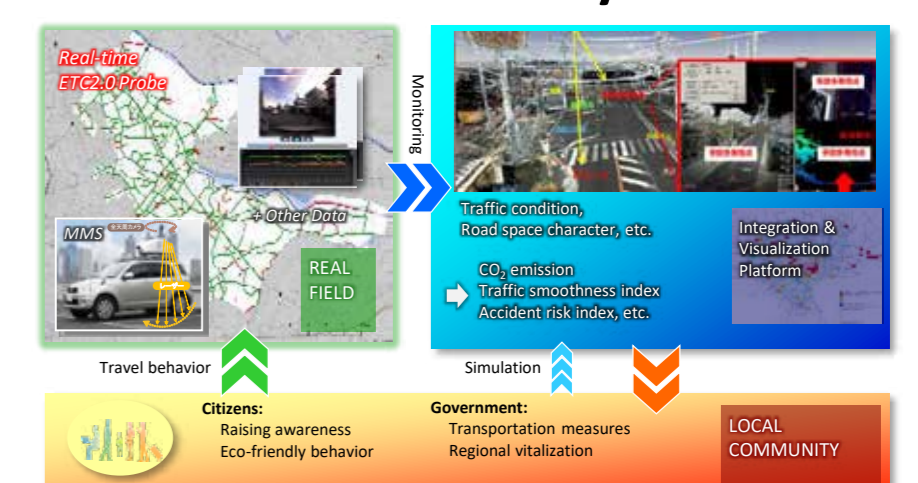 Real-time
ETC2.0 Probe
+ Other Data
MMS
REAL
FIELD
Monitoring
Traffic condition,
Road space character, etc.
CO₂ emission
Traffic smoothness index
Accident risk index, etc.
Integration &
Visualization
Platform
Travel behavior
Simulation
Citizens:
Raising awareness
Eco-friendly behavior
Government:
Transportation measures
Regional vitalization
LOCAL
COMMUNITY